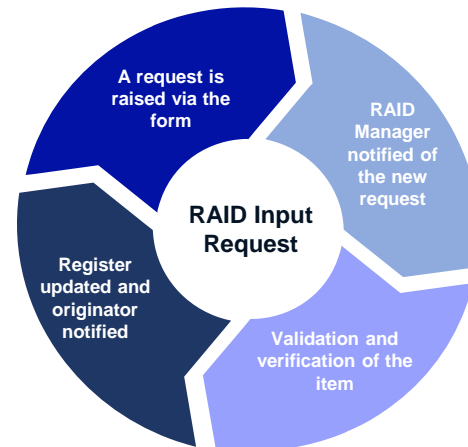 A request is
raised via the
form
RAID
Manager
notified of
the new
request
RAID Input
Request
Register
updated and
originator
notified
Validation and
verification of the
item